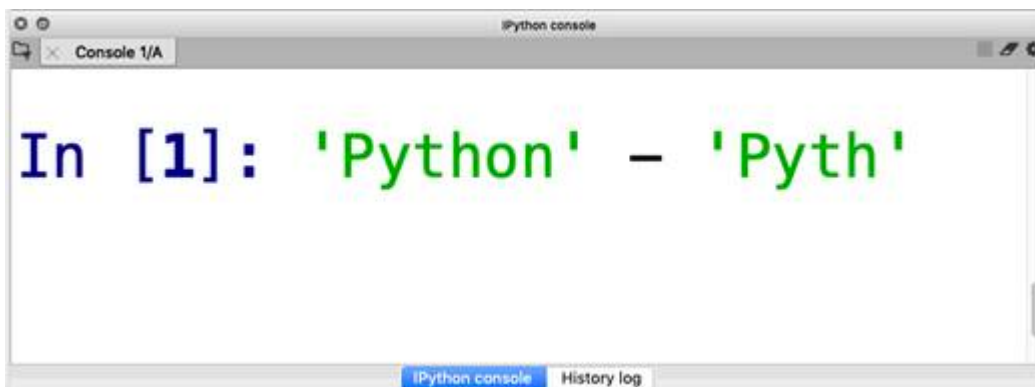 IPython console
Console 1/A
In [1]: 'Python' - 'Pyth'
IPython console History log